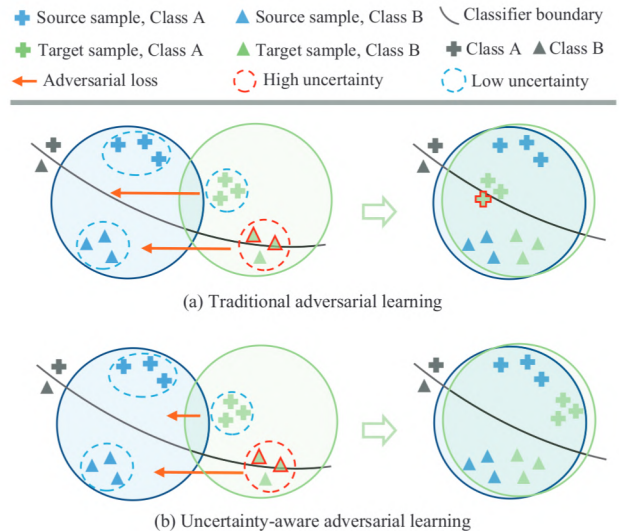 Source sample, Class A Source sample, Class B Classifier boundary
Target sample, Class A Target sample, Class B Class A Class B
Adversarial loss High uncertainty Low uncertainty
(a) Traditional adversarial learning
(b) Uncertainty-aware adversarial learning